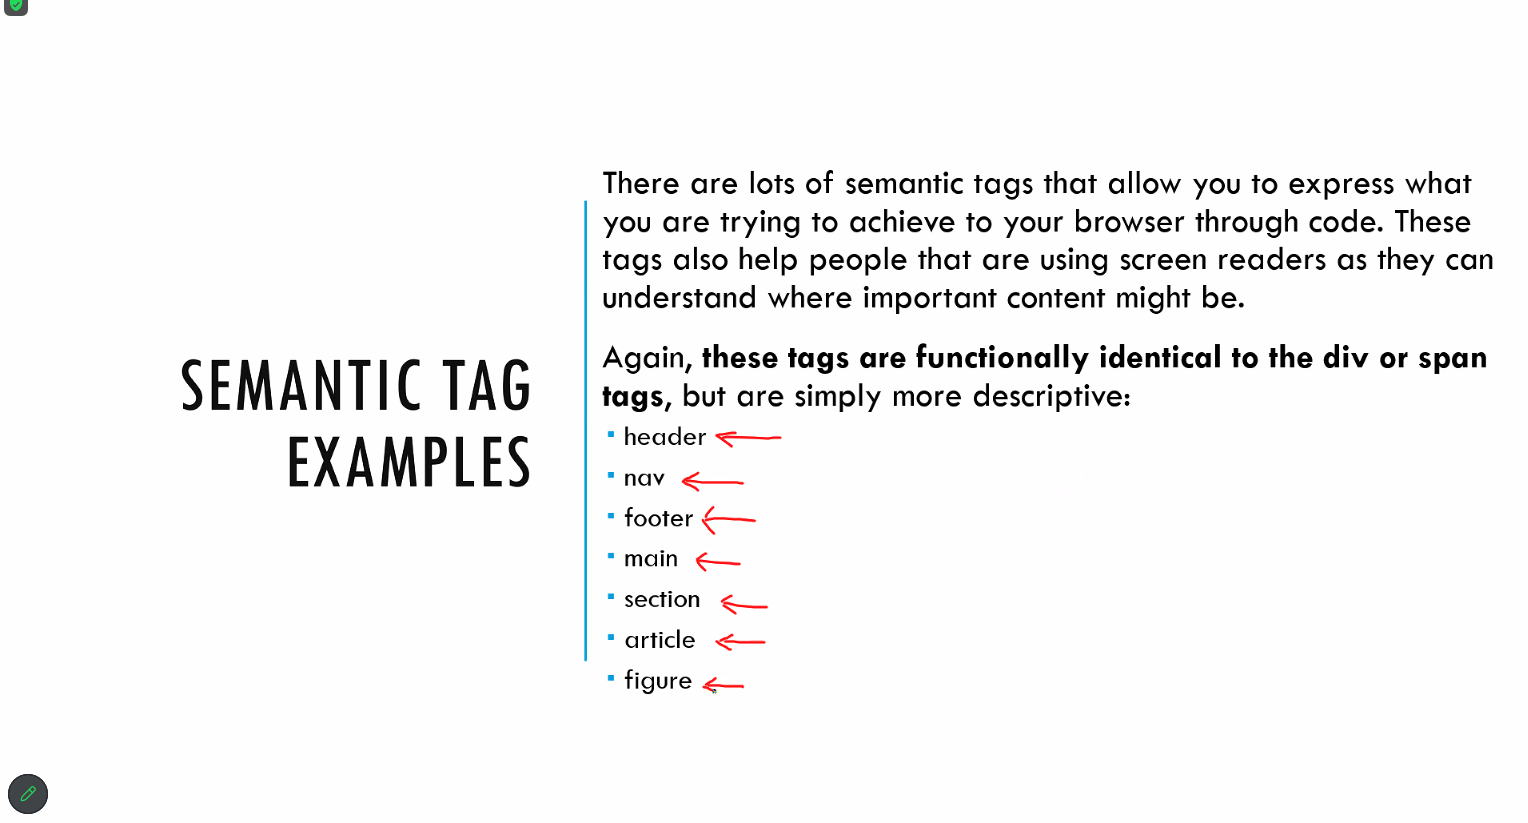 SEMANTIC TAG
EXAMPLES
There are lots of semantic tags that allow you to express what
you are trying to achieve to your browser through code. These
tags also help people that are using screen readers as they can
understand where important content might be.
Again, these tags are functionally identical to the div or span
tags, but are simply more descriptive:
▪ header
▪ nav
▪ footer
▪ main
▪ section
▪ article
▪ figure